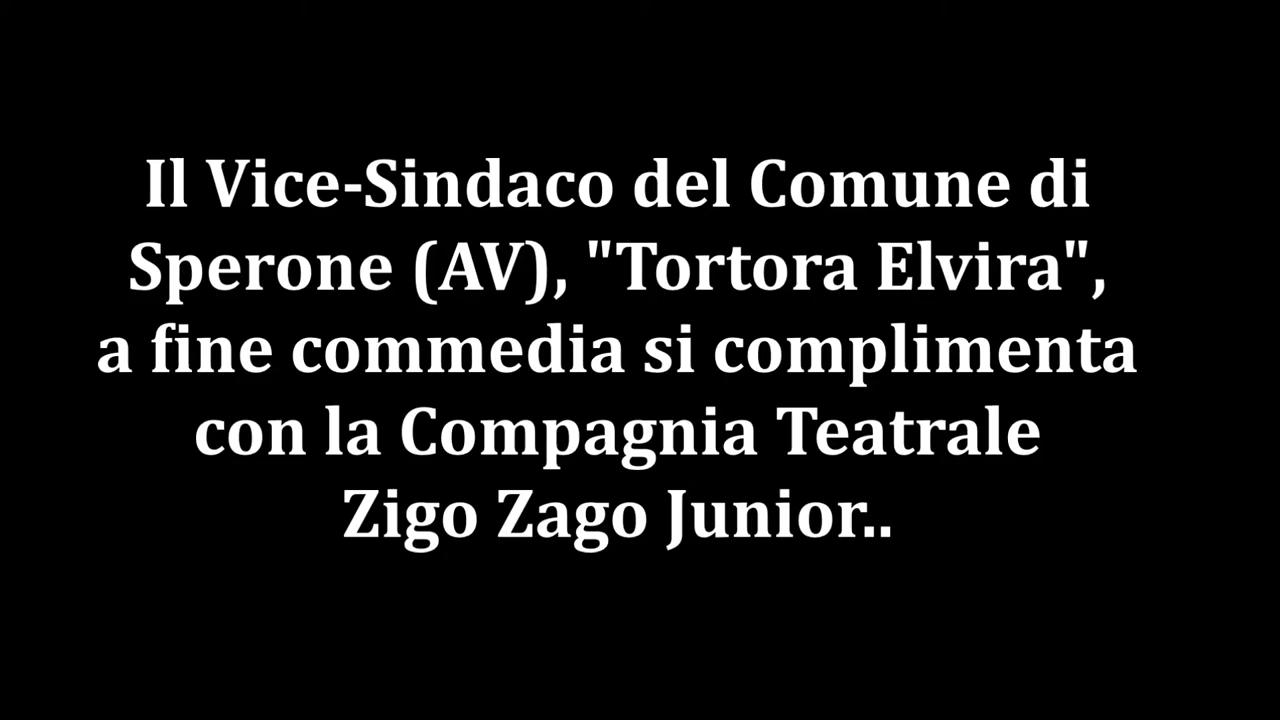 Il Vice-Sindaco del Comune di
Sperone (AV), "Tortora Elvira",
a fine commedia si complimenta
con la Compagnia Teatrale
Zigo Zago Junior..